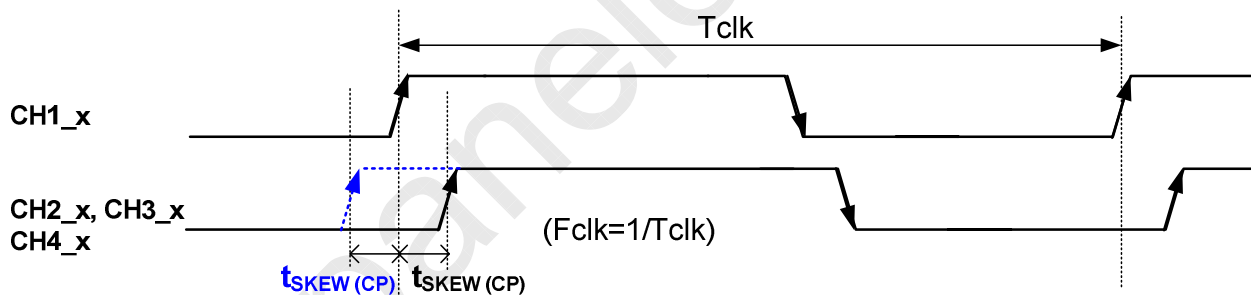 Tclk
CH1_x
CH2_x, CH3_x
CH4_x
(Fclk=1/Tclk)
tSKEW (CP) tSKEW (CP)